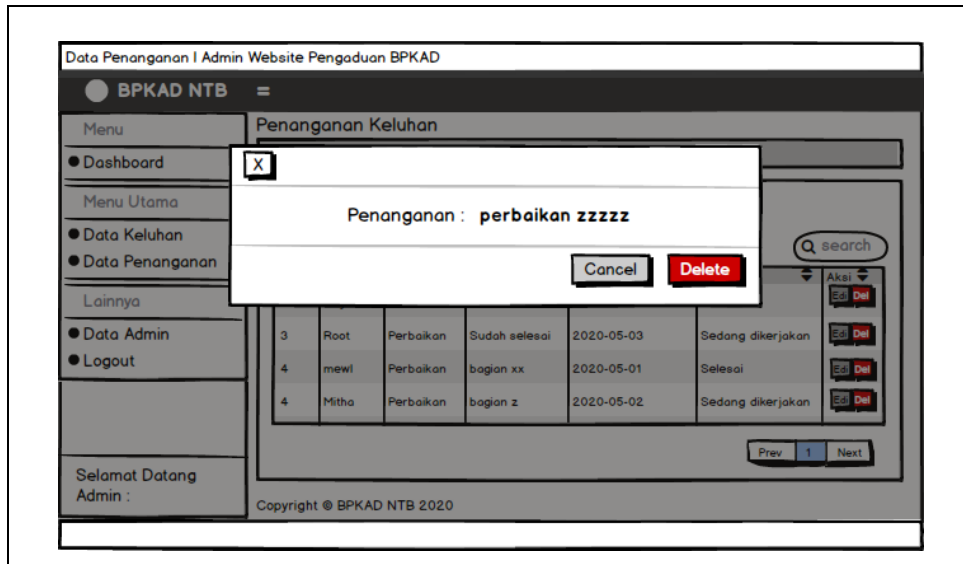 Data Penanganan I Admin Website Pengaduan BPKAD
BPKAD NTB =
Menu
Dashboard
Menu Utama
Data Keluhan
Data Penanganan
Lainnya
Data Admin
Logout
Selamat Datang
Admin :
Penanganan Keluhan
X
Penanganan : perbaikan zzzzz
Cancel Delete
search
Aksi
Edi Del
3 Root Perbaikan Sudah selesai 2020-05-03 Sedang dikerjakan Edi Del
4 mewl Perbaikan bagian xx 2020-05-01 Selesai Edi Del
4 Mitha Perbaikan bagian z 2020-05-02 Sedang dikerjakan Edi Del
Prev 1 Next
Copyright © BPKAD NTB 2020